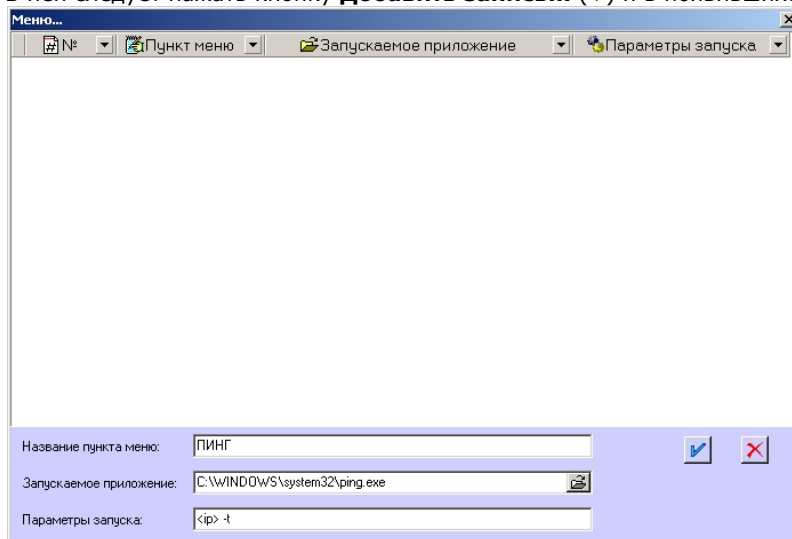 Меню...
№ Пункт меню Запускаемое приложение Параметры запуска
Название пункта меню: ПИНГ
Запускаемое приложение: C:\WINDOWS\system32\ping.exe
Параметры запуска: <ip> -t